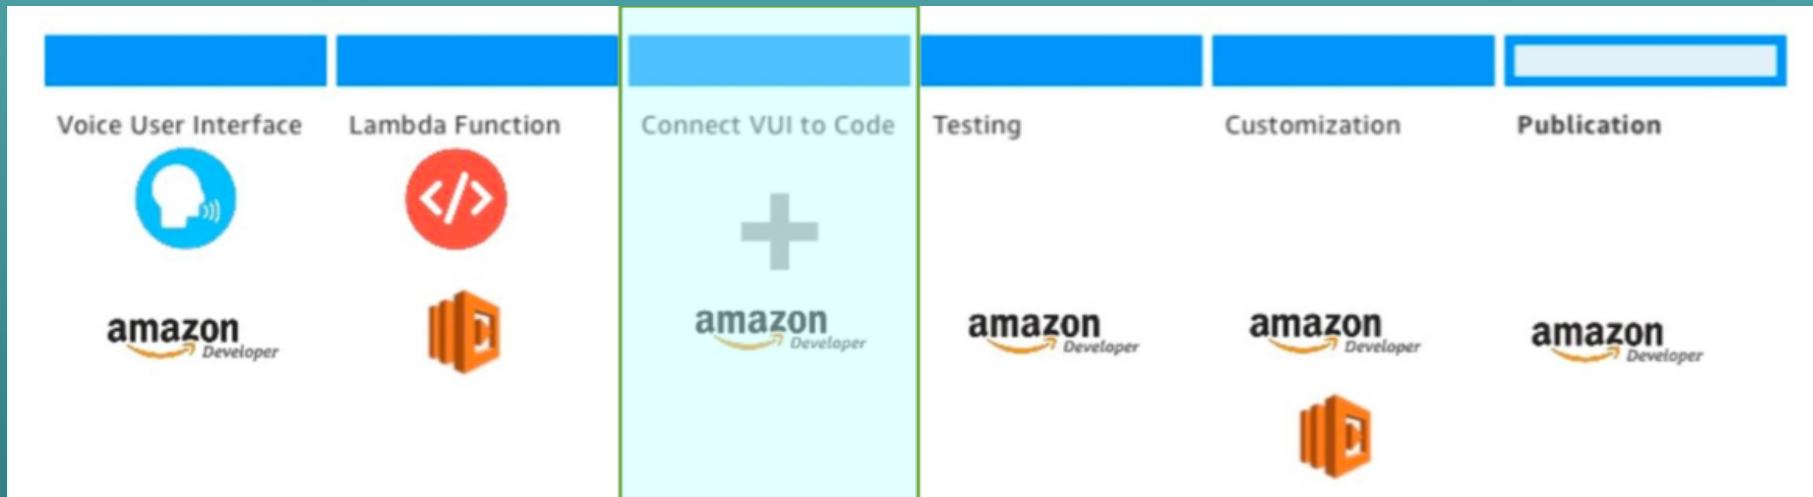 Voice User Interface
Lambda Function
Connect VUI to Code
Testing
Customization
Publication
</>
amazon
Developer
amazon
Developer
amazon
Developer
amazon
Developer
amazon
Developer